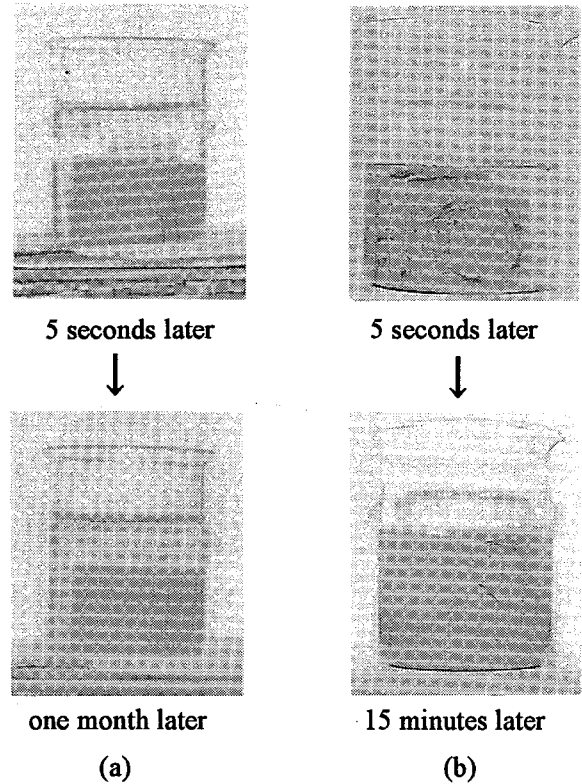 5 seconds later
5 seconds later
one month later
15 minutes later
(a)
(b)